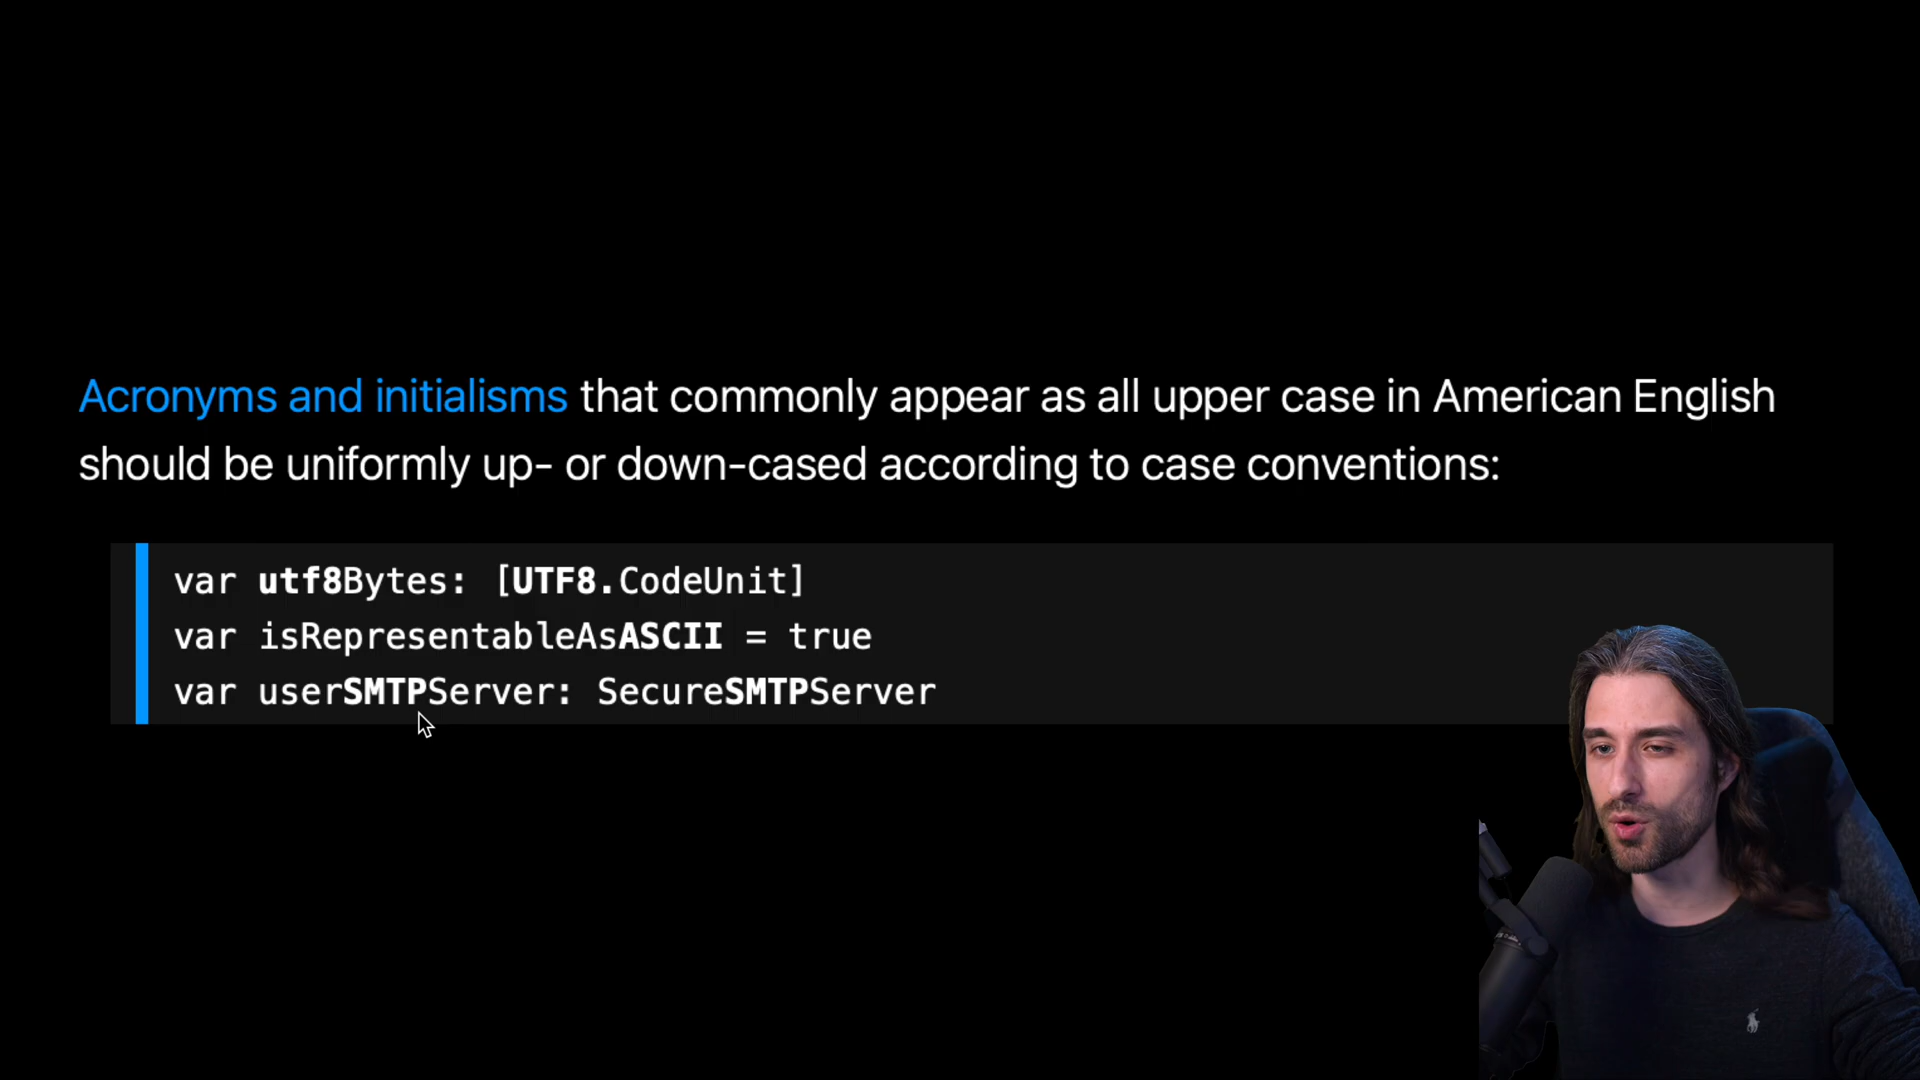 Acronyms and initialisms that commonly appear as all upper case in American English
should be uniformly up- or down-cased according to case conventions:
var utf8Bytes: [UTF8.CodeUnit]
var isRepresentableAsASCII = true
var userSMTPServer: SecureSMTPServer